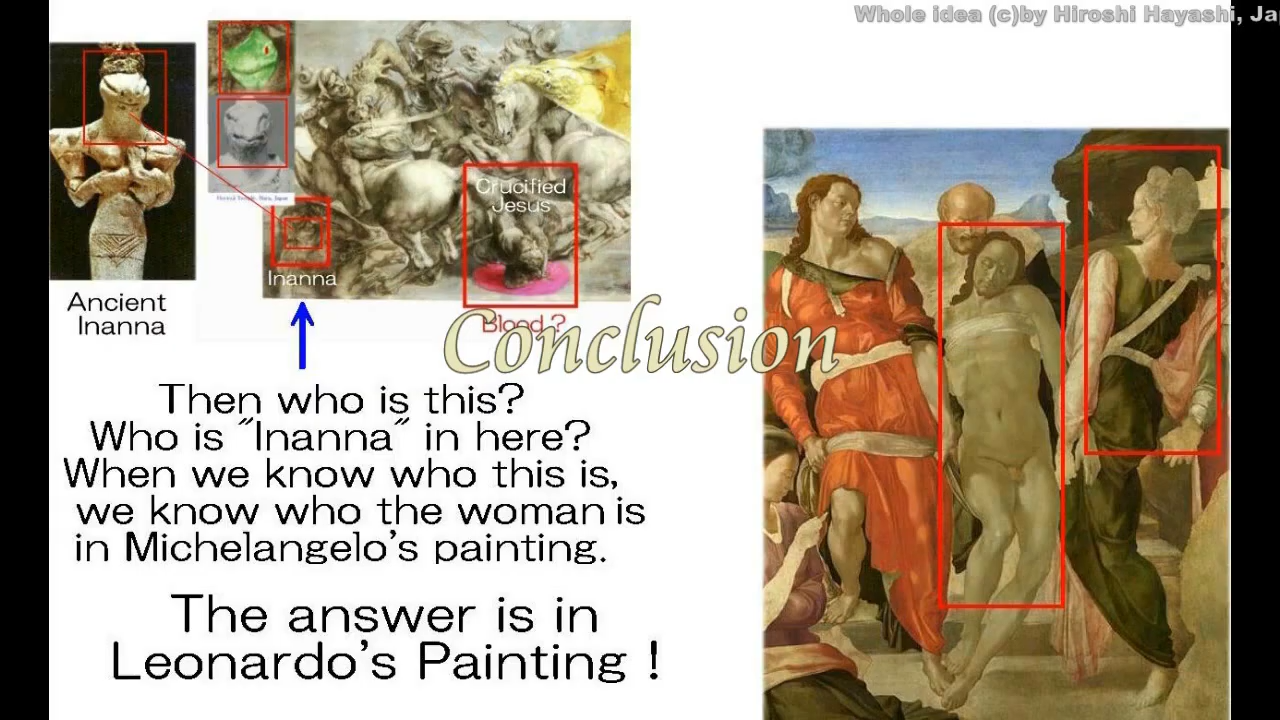 Whole idea (c)by Hiroshi Hayashi, Ja
Crucified
Jesus
Inanna
Blood ?
Ancient
Inanna
Conclusion
Then who is this?
Who is "Inanna" in here?
When we know who this is,
we know who the woman is
in Michelangelo's painting.
The answer is in
Leonardo's Painting !